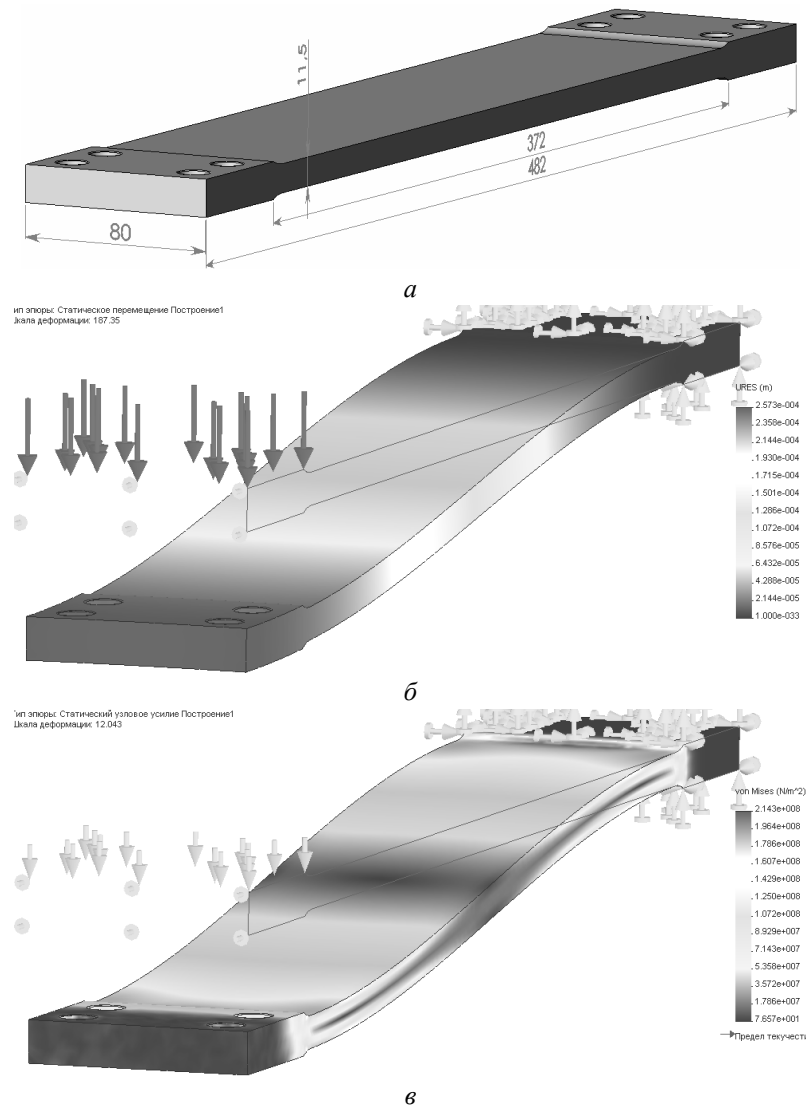 11,5
372
482
80
а
ип эпюры: Статическое перемещение Построение1
Шкала деформации: 187.35
URES (m)
2.573e-004
2.358e-004
2.144e-004
1.930e-004
1.715e-004
1.501e-004
1.286e-004
1.072e-004
8.576e-005
6.432e-005
4.288e-005
2.144e-005
1.000e-033
б
ип эпюры: Статический узловое усилие Построение1
Шкала деформации: 12.043
von Mises (N/m^2)
2.143e+008
1.964e+008
1.786e+008
1.607e+008
1.429e+008
1.250e+008
1.072e+008
8.929e+007
7.143e+007
5.358e+007
3.572e+007
1.786e+007
7.657e+001
Предел текучести
в